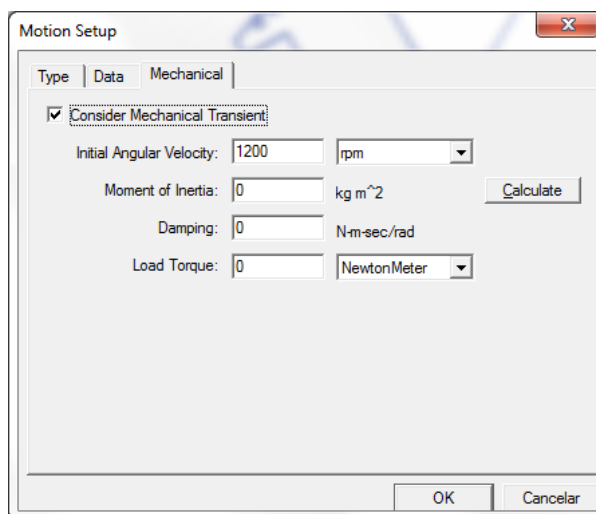 Motion Setup
Type Data Mechanical
Consider Mechanical Transient
Initial Angular Velocity: 1200 rpm
Moment of Inertia: 0 kg m^2 Calculate
Damping: 0 N-m-sec/rad
Load Torque: 0 NewtonMeter
OK Cancelar